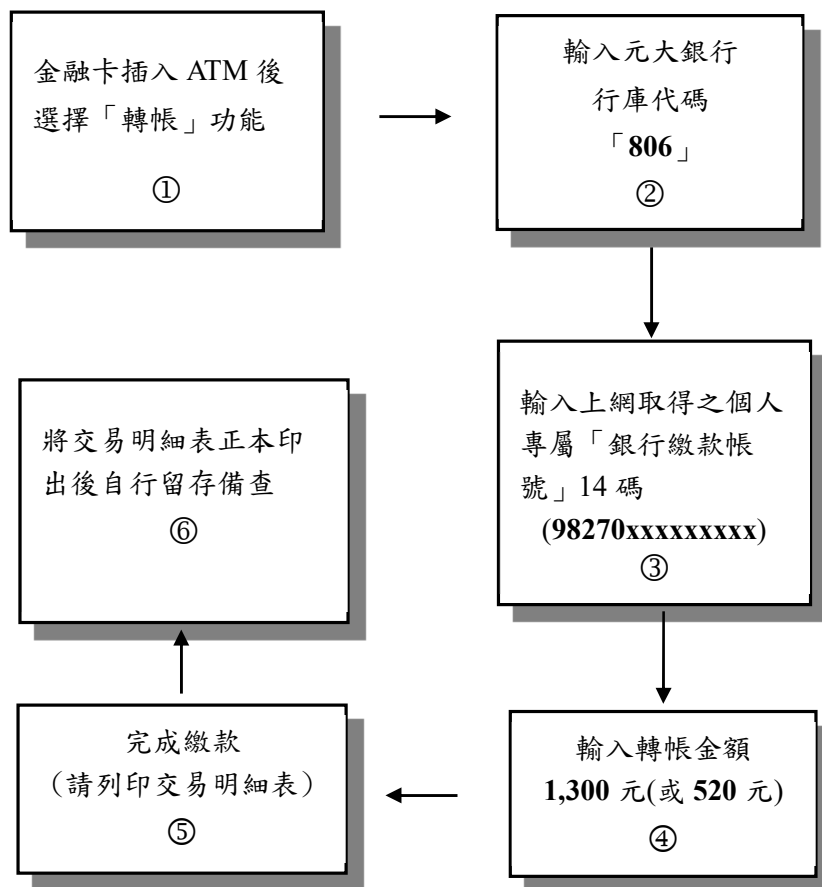 金融卡插入 ATM 後
選擇「轉帳」功能
①
輸入元大銀行
行庫代碼
「806」
②
輸入上網取得之個人
專屬「銀行繳款帳
號」14 碼
(98270xxxxxxxxx)
③
輸入轉帳金額
1,300 元(或 520 元)
④
完成繳款
（請列印交易明細表）
⑤
將交易明細表正本印
出後自行留存備查
⑥